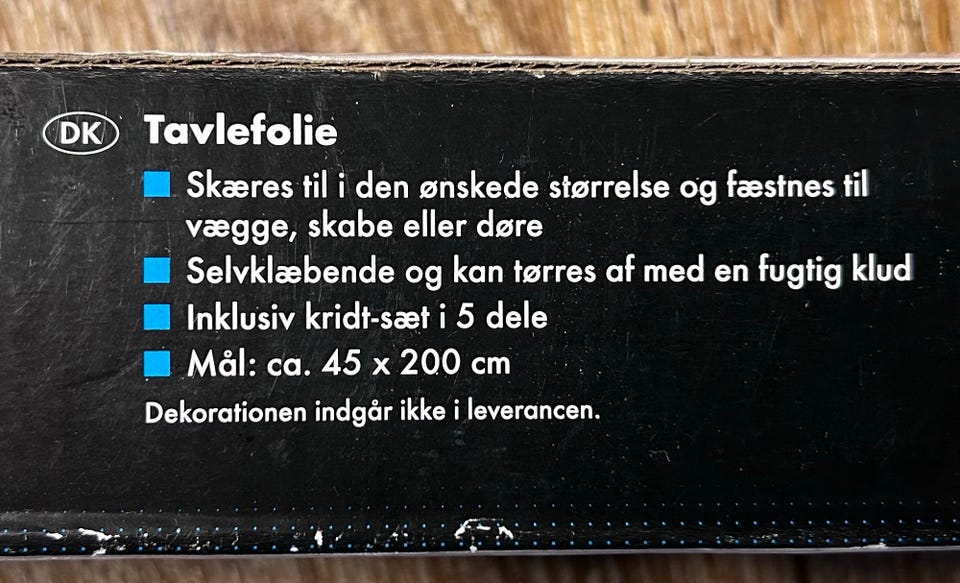 DK Tavlefolie
Skæres til i den ønskede størrelse og fæstnes til
vægge, skabe eller døre
Selvklæbende og kan tørres af med en fugtig klud
Inklusiv kridt-sæt i 5 dele
Mål: ca. 45 x 200 cm
Dekorationen indgår ikke i leverancen.